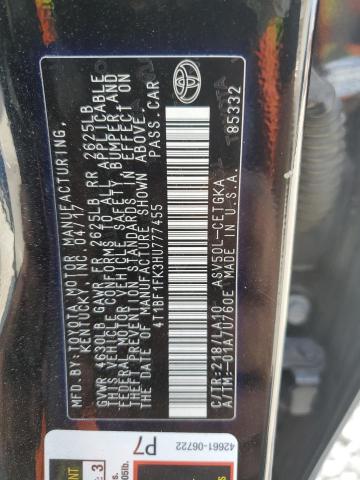 MFD.BY: TOYOTA MOTOR MANUFACTURING,
KENTUCKY, INC. 04/17
GVWR 4630LB GAWR FR 2625LB RR 2625LB
THIS VEHICLE CONFORMS TO ALL APPLICABLE
FEDERAL MOTOR VEHICLE SAFETY, BUMPER, AND
THEFT PREVENTION STANDARDS IN EFFECT ON
THE DATE OF MANUFACTURE SHOWN ABOVE.
4T1BF1FK3HU777455 PASS.CAR
C/TR:218/LA10 ASV50L-CETGKA
A/TM:-01A/U760E MADE IN U.S.A.
85332
42661-06722
P7
3